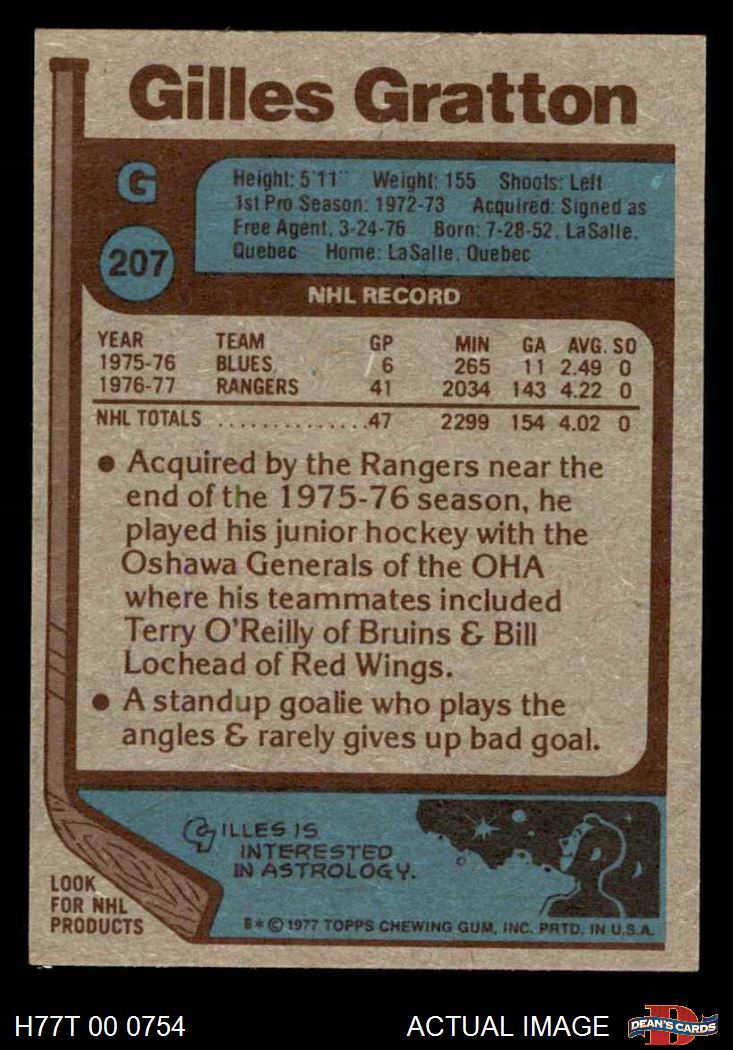 Gilles Gratton
G
207
Height: 5'11" Weight: 155 Shoots: Left
1st Pro Season: 1972-73 Acquired: Signed as
Free Agent, 3-24-76 Born: 7-28-52, LaSalle,
Quebec Home: LaSalle, Quebec
NHL RECORD
YEAR TEAM GP MIN GA AVG. SO
1975-76 BLUES 6 265 11 2.49 0
1976-77 RANGERS 41 2034 143 4.22 0
NHL TOTALS ..............47 2299 154 4.02 0
● Acquired by the Rangers near the
end of the 1975-76 season, he
played his junior hockey with the
Oshawa Generals of the OHA
where his teammates included
Terry O'Reilly of Bruins & Bill
Lochead of Red Wings.
● A standup goalie who plays the
angles & rarely gives up bad goal.
GILLES IS
INTERESTED
IN ASTROLOGY.
LOOK
FOR NHL
PRODUCTS
B* © 1977 TOPPS CHEWING GUM, INC. PRTD. IN U.S.A.
H77T 00 0754
ACTUAL IMAGE
D
DEAN'S CARDS